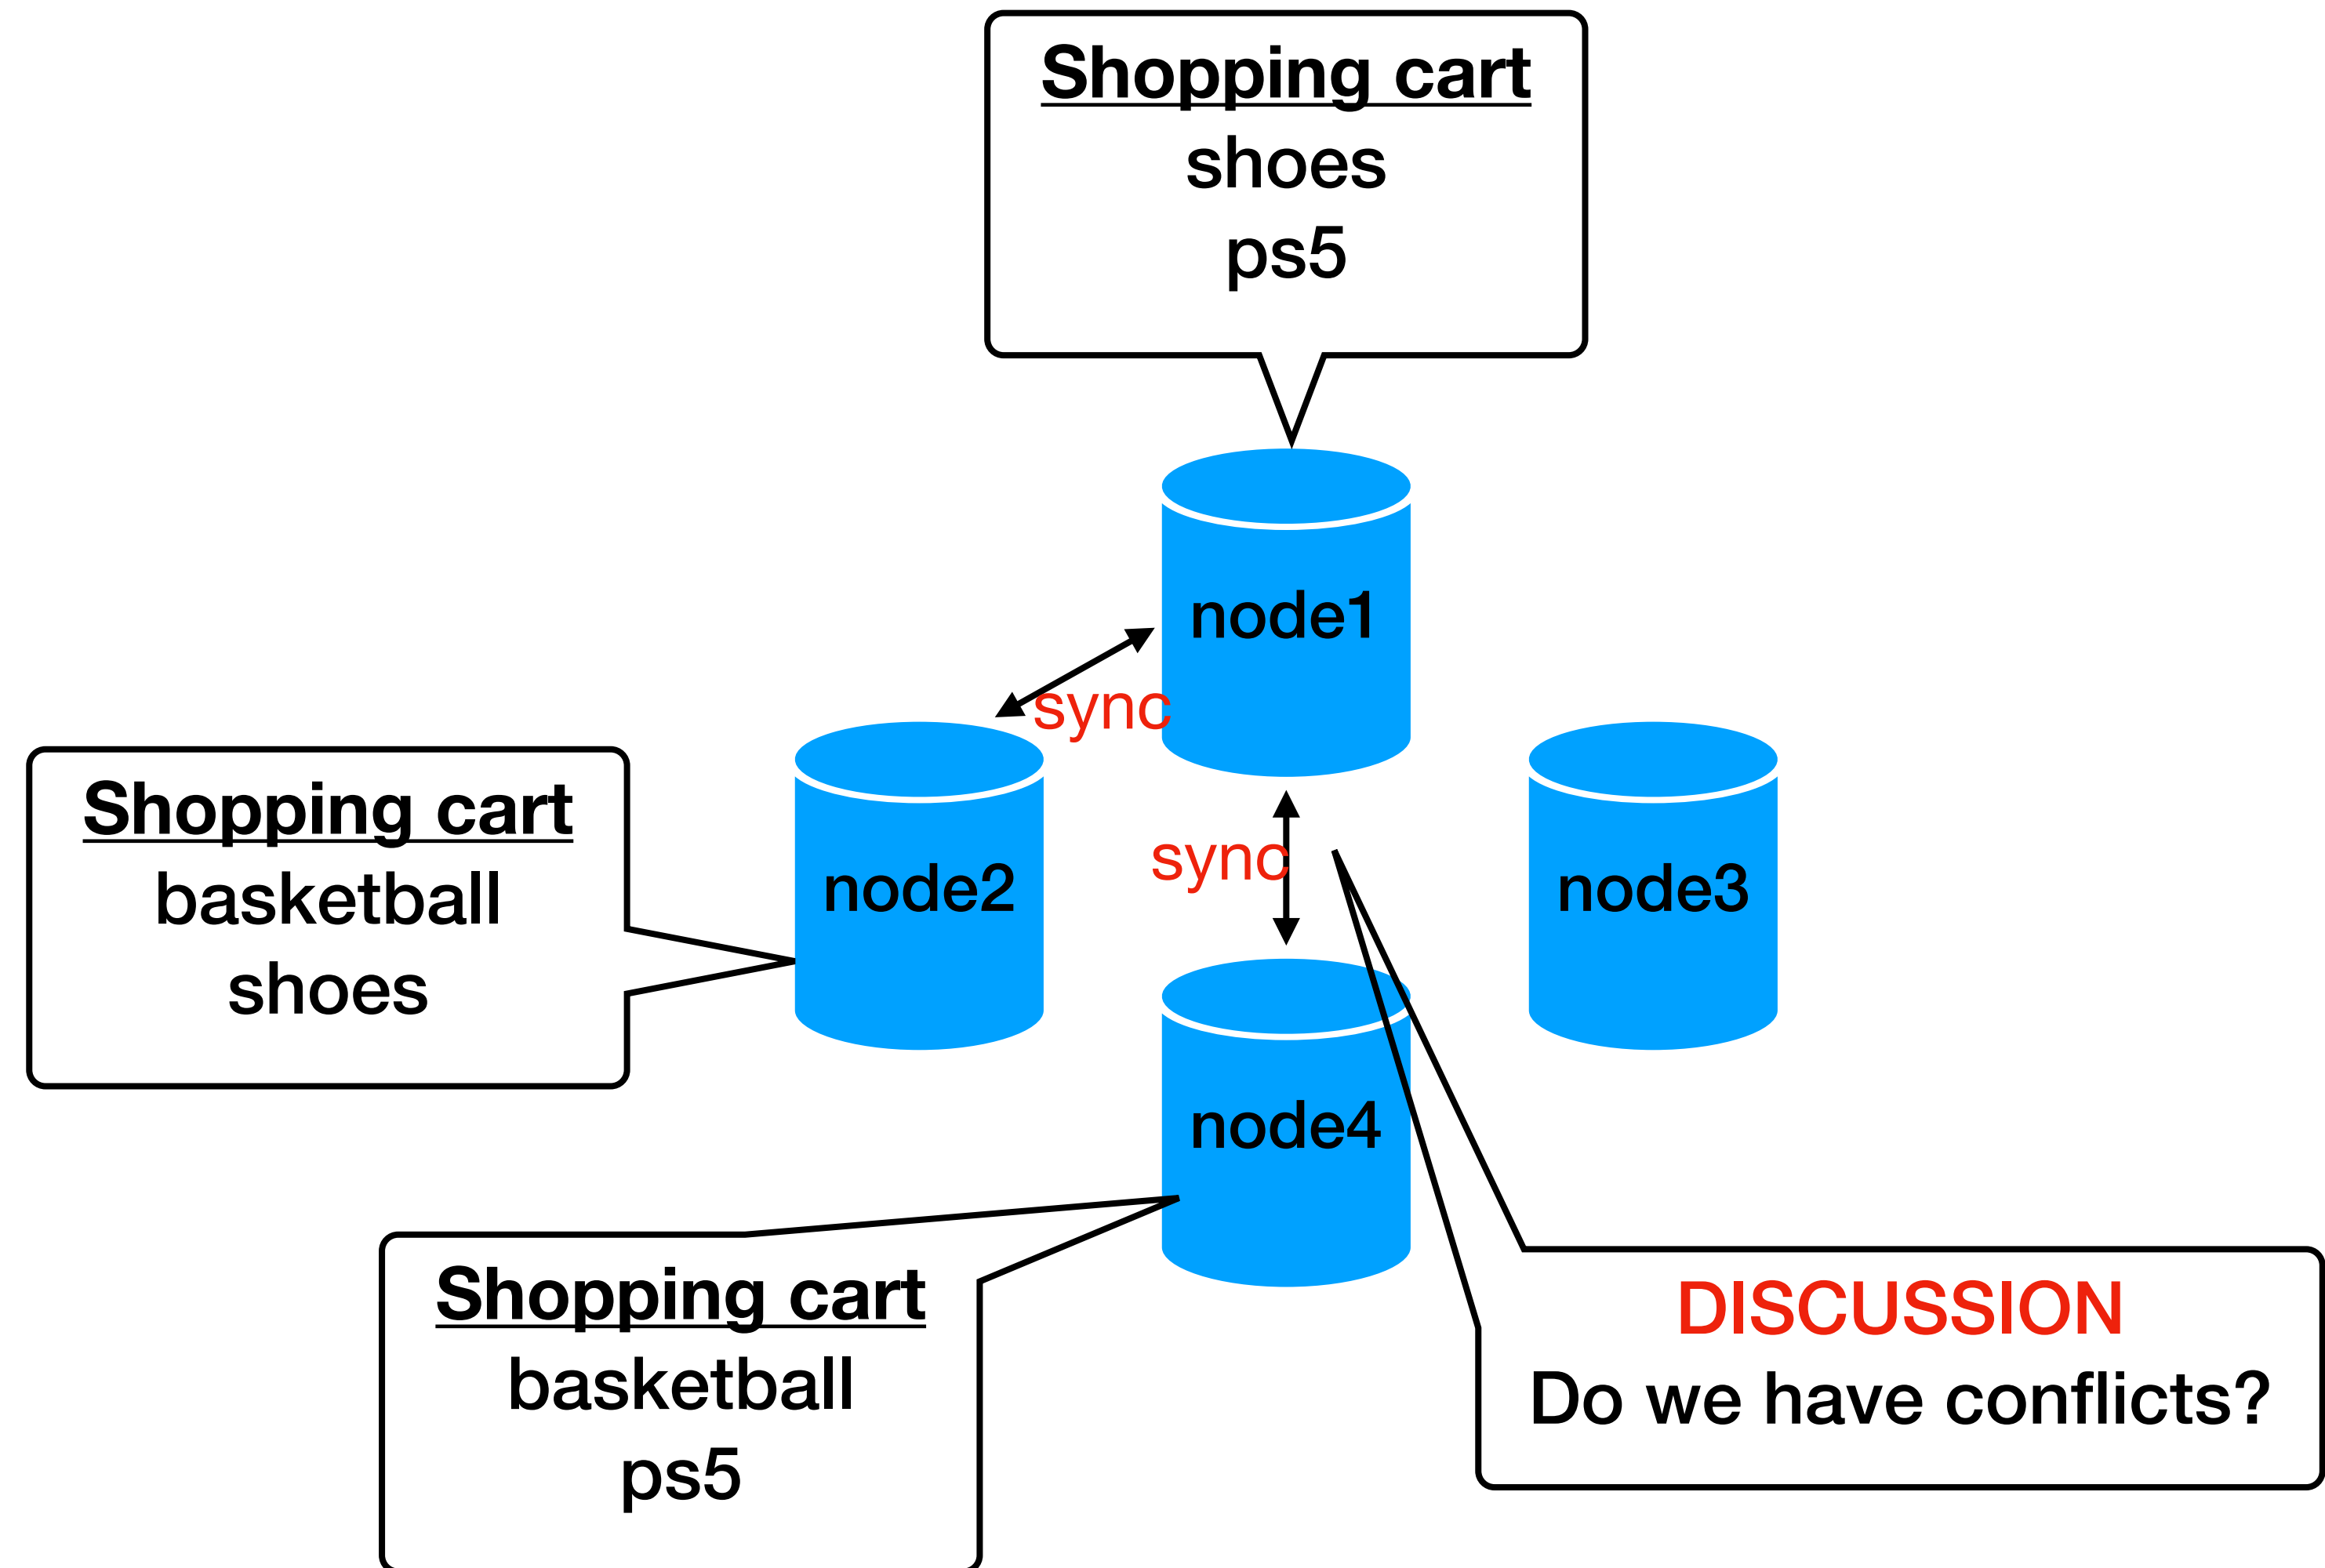 Shopping cart
shoes
ps5
node1
sync
Shopping cart
basketball
shoes
node2
sync
node3
node4
Shopping cart
basketball
ps5
DISCUSSION
Do we have conflicts?